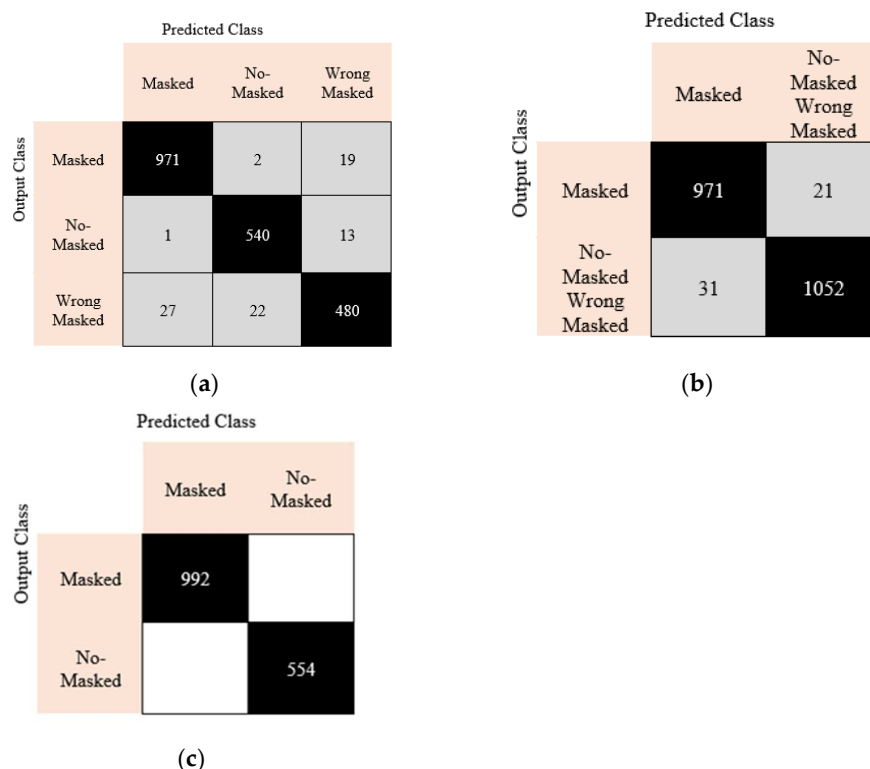 Predicted Class
Masked
No-
Masked
Wrong
Masked
Output Class
Masked
971
2
19
No-
Masked
1
540
13
Wrong
Masked
27
22
480
(a)
Predicted Class
Masked
No-
Masked
Wrong
Masked
Output Class
Masked
971
21
No-
Masked
Wrong
Masked
31
1052
(b)
Predicted Class
Masked
No-
Masked
Output Class
Masked
992
No-
Masked
554
(c)